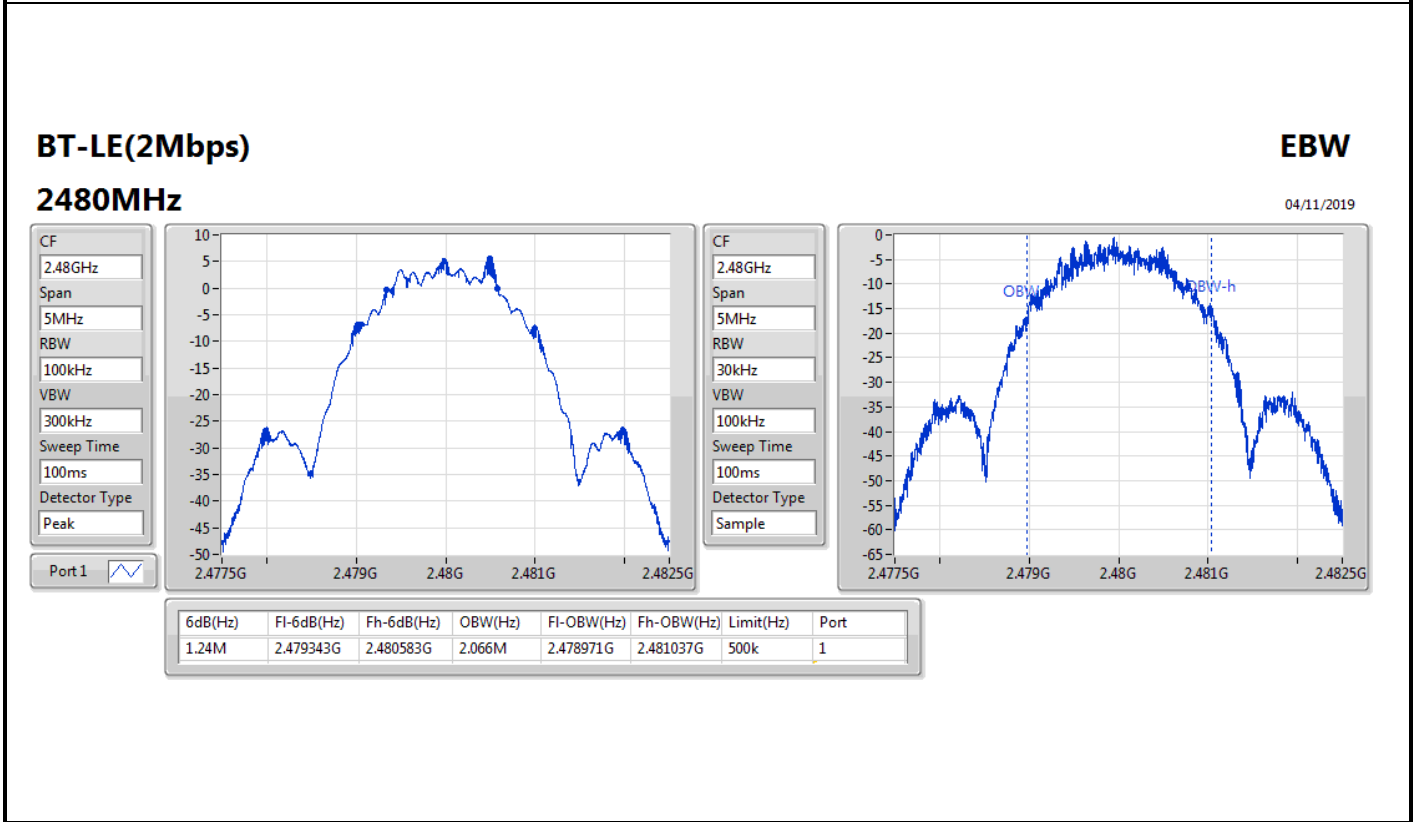 BT-LE(2Mbps)
EBW
2480MHz
04/11/2019
CF
2.48GHz
Span
5MHz
RBW
100kHz
VBW
300kHz
Sweep Time
100ms
Detector Type
Peak
Port 1
10
5
0
-5
-10
-15
-20
-25
-30
-35
-40
-45
-50
2.4775G 2.479G 2.48G 2.481G 2.4825G
CF
2.48GHz
Span
5MHz
RBW
30kHz
VBW
100kHz
Sweep Time
100ms
Detector Type
Sample
0
-5
-10
-15
-20
-25
-30
-35
-40
-45
-50
-55
-60
-65
OBW
OBW-h
2.4775G 2.479G 2.48G 2.481G 2.4825G
6dB(Hz) Fl-6dB(Hz) Fh-6dB(Hz) OBW(Hz) Fl-OBW(Hz) Fh-OBW(Hz) Limit(Hz) Port
1.24M 2.479343G 2.480583G 2.066M 2.478971G 2.481037G 500k 1